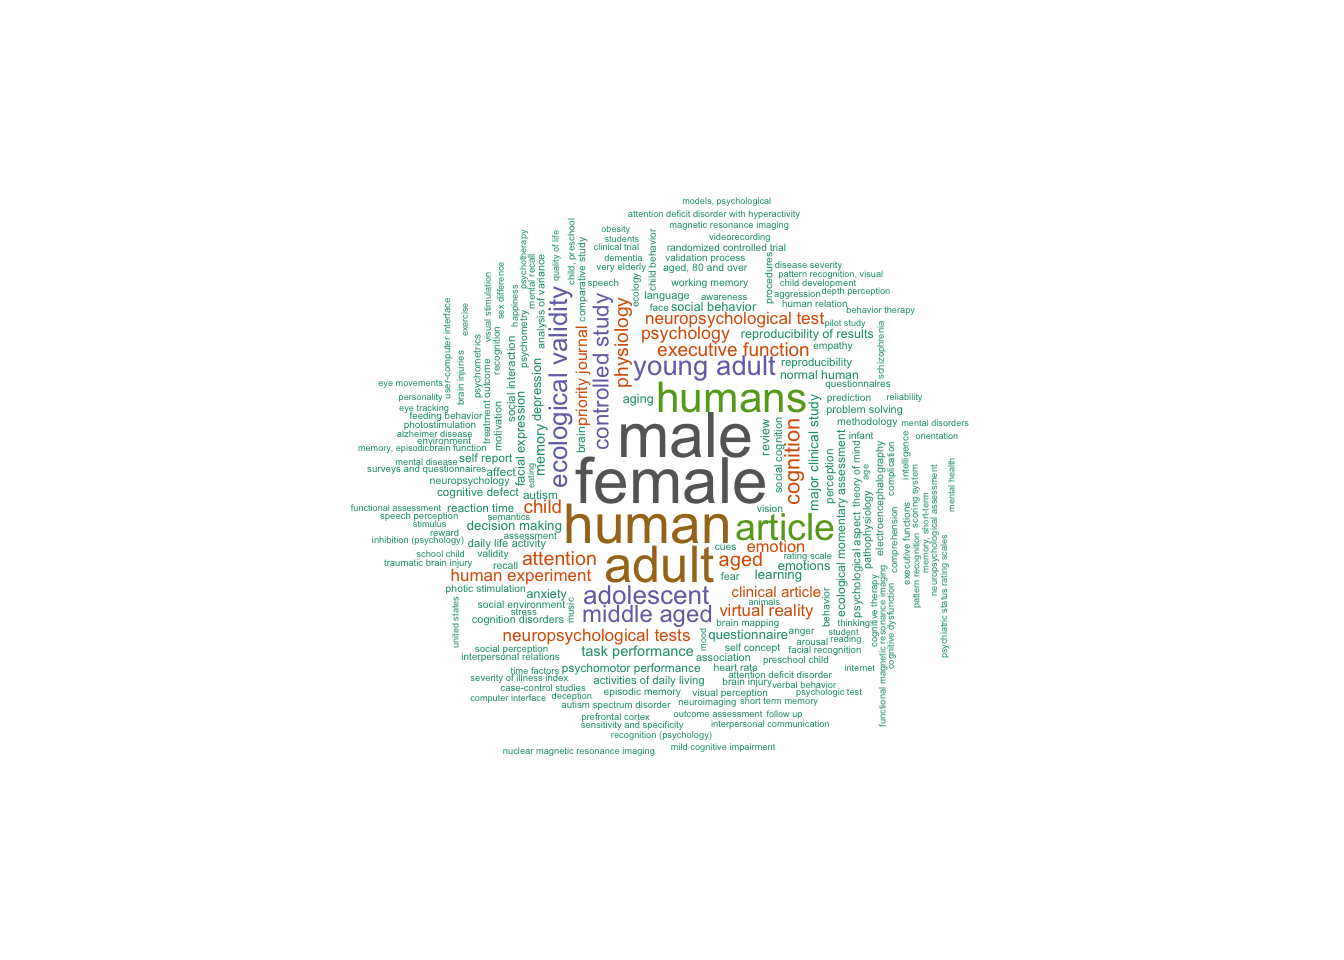 models, psychological
attention deficit disorder with hyperactivity
magnetic resonance imaging
obesity
students
videorecording
clinical trial
randomized controlled trial
dementia
validation process
very elderly
aged, 80 and over
disease severity
pattern recognition, visual
speech
working memory
child development
language
awareness
aggression
depth perception
face
social behavior
human relation
behavior therapy
neuropsychological test
pilot study
psychology
reproducibility of results
executive function
empathy
young adult
reproducibility
normal human
questionnaires
aging
humans
prediction
reliability
problem solving
male
methodology
mental disorders
infant
orientation
female
eye movements
personality
eye tracking
feeding behavior
photostimulation
alzheimer disease
environment
memory, episodic
brain function
mental disease
self report
surveys and questionnaires
affect
neuropsychology
cognitive defect
autism
functional assessment
reaction time
child
vision
speech perception
semantics
human
article
stimulus
decision making
reward
assessment
inhibition (psychology)
daily life activity
cues
emotion
school child
validity
attention
adult
aged
rating scale
traumatic brain injury
recall
emotions
human experiment
fear
learning
photic stimulation
anxiety
adolescent
clinical article
social environment
animals
stress
middle aged
virtual reality
cognition disorders
brain mapping
thinking
neuropsychological tests
questionnaire
anger
student
social perception
task performance
self concept
arousal
reading
interpersonal relations
association
facial recognition
preschool child
time factors
psychomotor performance
heart rate
internet
severity of illness index
activities of daily living
attention deficit disorder
brain injury
verbal behavior
case-control studies
episodic memory
visual perception
psychologic test
computer interface
deception
autism spectrum disorder
neuroimaging
short term memory
prefrontal cortex
outcome assessment
follow up
sensitivity and specificity
interpersonal communication
recognition (psychology)
nuclear magnetic resonance imaging
mild cognitive impairment
user-computer interface
exercise
brain injuries
psychometrics
visual stimulation
treatment outcome
recognition
motivation
sex difference
happiness
social interaction
psychotherapy
psychometry
facial expression
mental recall
eating
analysis of variance
memory
depression
quality of life
ecological validity
child, preschool
comparative study
priority journal
brain
controlled study
physiology
ecology
child behavior
procedures
review
social cognition
cognition
major clinical study
perception
behavior
ecological momentary assessment
theory of mind
psychological aspect
age
pathophysiology
schizophrenia
electroencephalography
complication
comprehension
intelligence
executive functions
scoring system
pattern recognition
memory, short-term
neuropsychological assessment
psychiatric status rating scales
mental health
cognitive therapy
functional magnetic resonance imaging
cognitive dysfunction
united states
music
mood